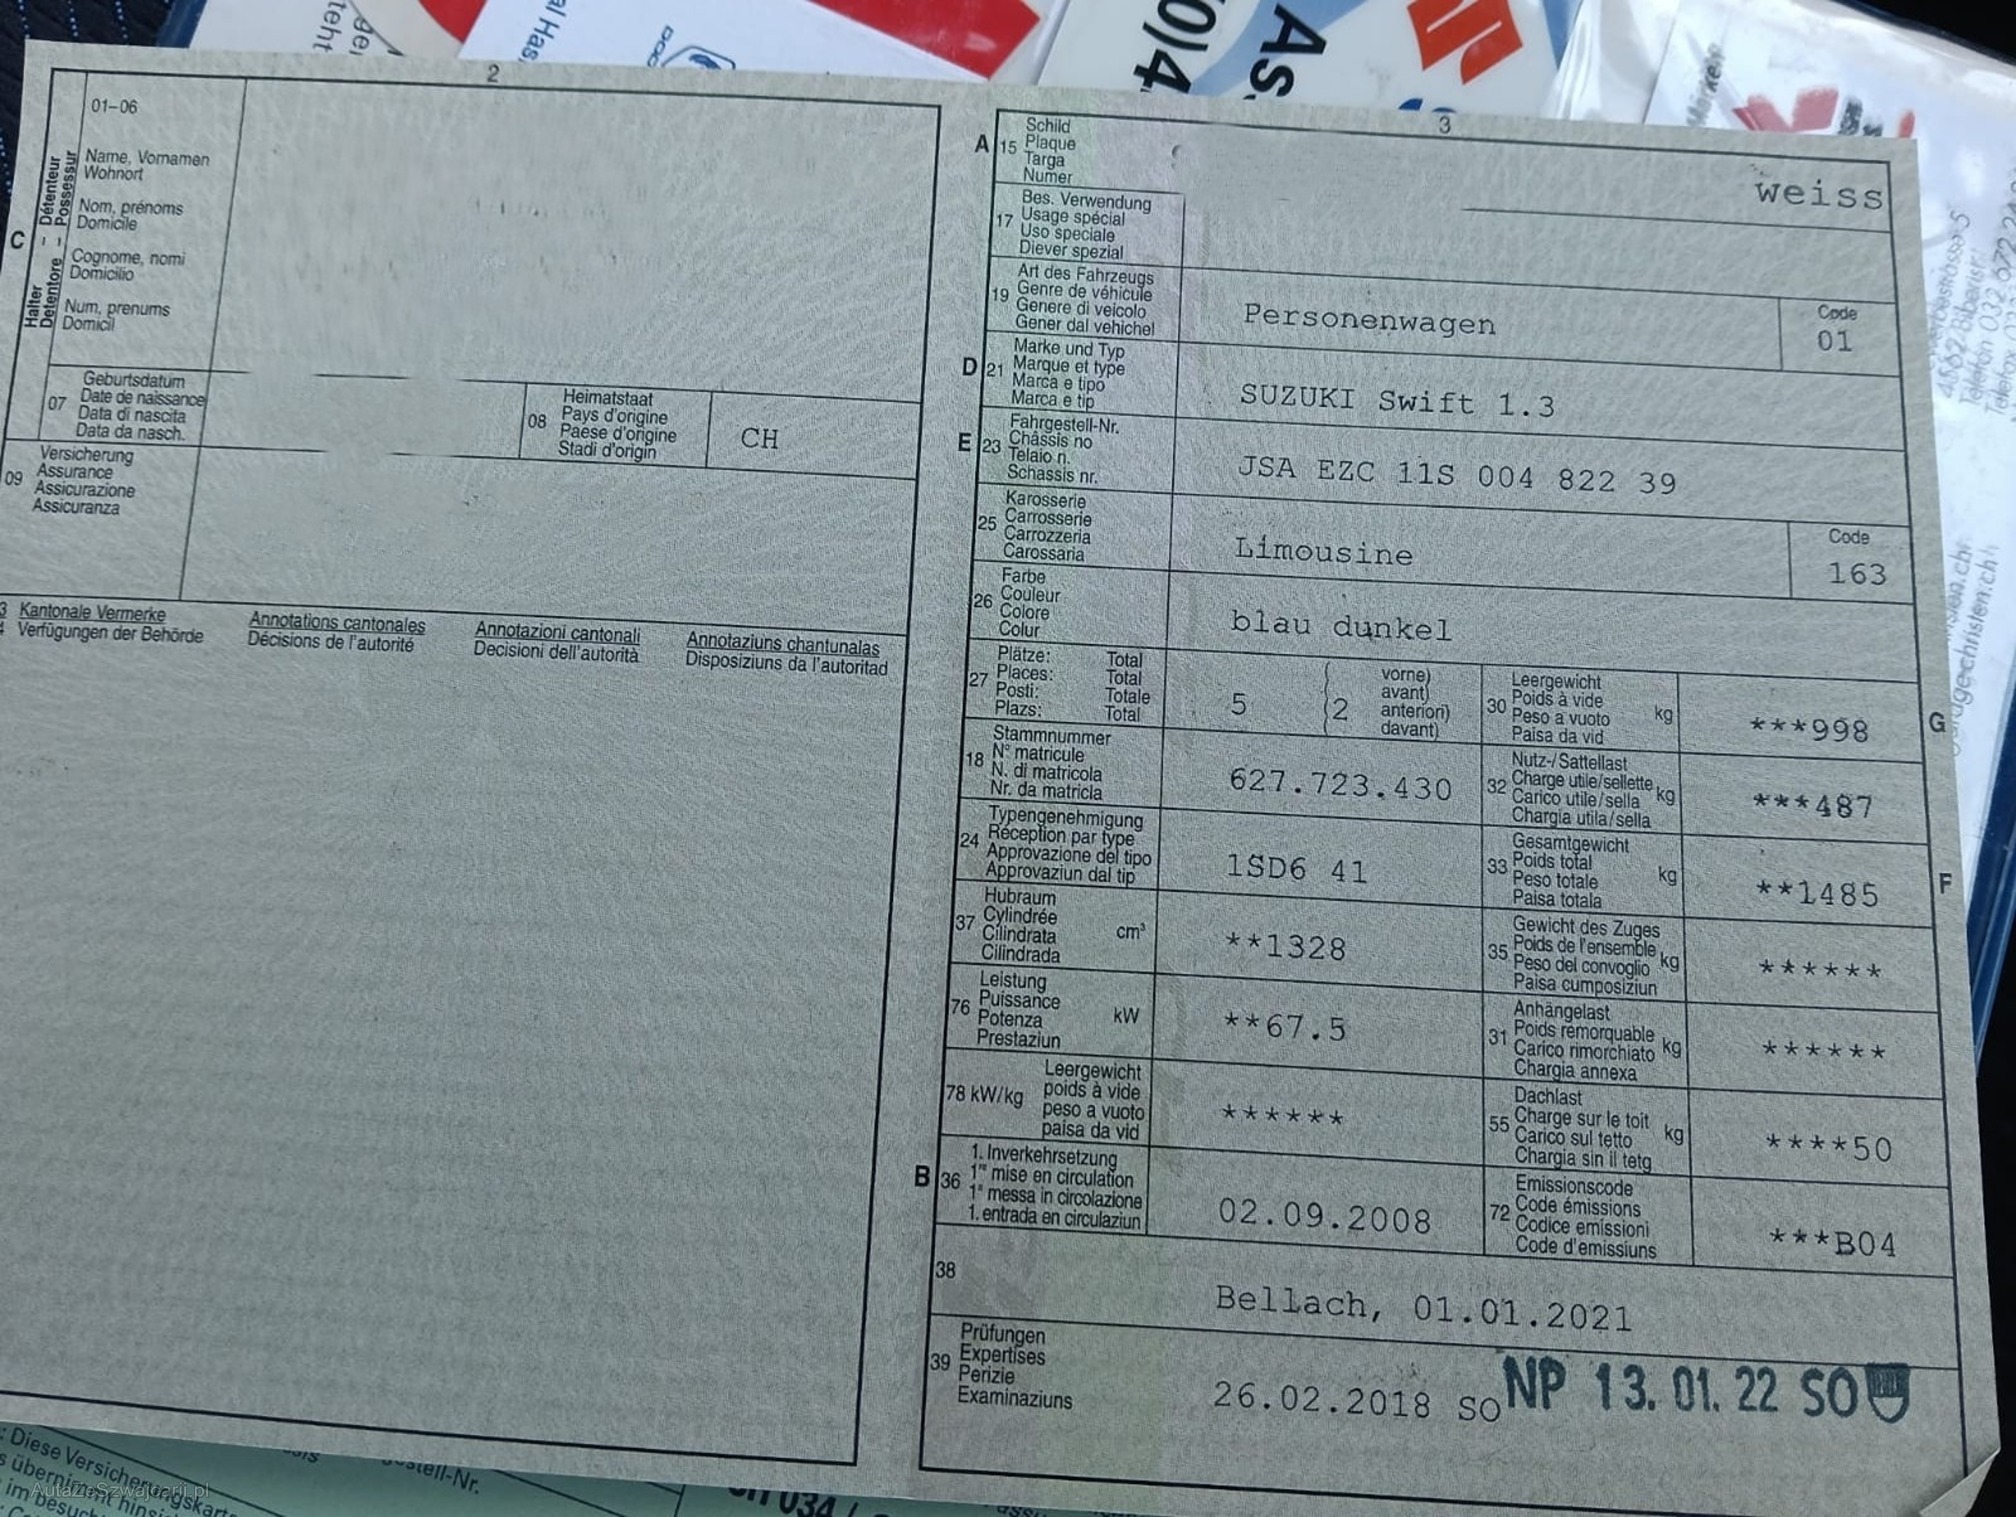 2
01-06
Halter - Détenteur
Detentore - Possessur
C
Name, Vornamen
Wohnort
Nom, prénoms
Domicile
Cognome, nomi
Domicilio
Num, prenums
Domicil
07
Geburtsdatum
Date de naissance
Data di nascita
Data da nasch.
08
Heimatstaat
Pays d'origine
Paese d'origine
Stadi d'origin
CH
09
Versicherung
Assurance
Assicurazione
Assicuranza
Kantonale Vermerke
Verfügungen der Behörde
Annotations cantonales
Décisions de l'autorité
Annotazioni cantonali
Decisioni dell'autorità
Annotaziuns chantunalas
Disposiziuns da l'autoritad
3
A 15
Schild
Plaque
Targa
Numer
weiss
17
Bes. Verwendung
Usage spécial
Uso speciale
Diever spezial
19
Art des Fahrzeugs
Genre de véhicule
Genere di veicolo
Gener dal vehichel
Personenwagen
Code
01
D 21
Marke und Typ
Marque et type
Marca e tipo
Marca e tip
SUZUKI Swift 1.3
E 23
Fahrgestell-Nr.
Châssis no
Telaio n.
Schassis nr.
JSA EZC 11S 004 822 39
25
Karosserie
Carrosserie
Carrozzeria
Carossaria
Limousine
Code
163
26
Farbe
Couleur
Colore
Colur
blau dunkel
27
Plätze: Total
Places: Total
Posti: Totale
Plazs: Total
5
(2
vorne)
avant)
anteriori)
davant)
30
Leergewicht
Poids à vide
Peso a vuoto
Paisa da vid
kg
***998
G
18
Stammnummer
N° matricule
N. di matricola
Nr. da matricla
627.723.430
32
Nutz-/Sattellast
Charge utile/sellette
Carico utile/sella
Chargia utila/sella
kg
***487
24
Typengenehmigung
Réception par type
Approvazione del tipo
Approvaziun dal tip
1SD6 41
33
Gesamtgewicht
Poids total
Peso totale
Paisa totala
kg
**1485
F
37
Hubraum
Cylindrée
Cilindrata
Cilindrada
cm³
**1328
35
Gewicht des Zuges
Poids de l'ensemble
Peso del convoglio
Paisa cumposiziun
kg
******
76
Leistung
Puissance
Potenza
Prestaziun
kW
**67.5
31
Anhängelast
Poids remorquable
Carico rimorchiato
Chargia annexa
kg
******
78 kW/kg
Leergewicht
poids à vide
peso a vuoto
paisa da vid
******
55
Dachlast
Charge sur le toit
Carico sul tetto
Chargia sin il tetg
kg
****50
B 36
1. Inverkehrsetzung
1re mise en circulation
1a messa in circolazione
1. entrada en circulaziun
02.09.2008
72
Emissionscode
Code émissions
Codice emissioni
Code d'emissiuns
***B04
38
Bellach, 01.01.2021
39
Prüfungen
Expertises
Perizie
Examinaziuns
26.02.2018 SO
NP 13.01.22 SO
: Diese Versicherungskart
AutaZeSzwajcarii.pl